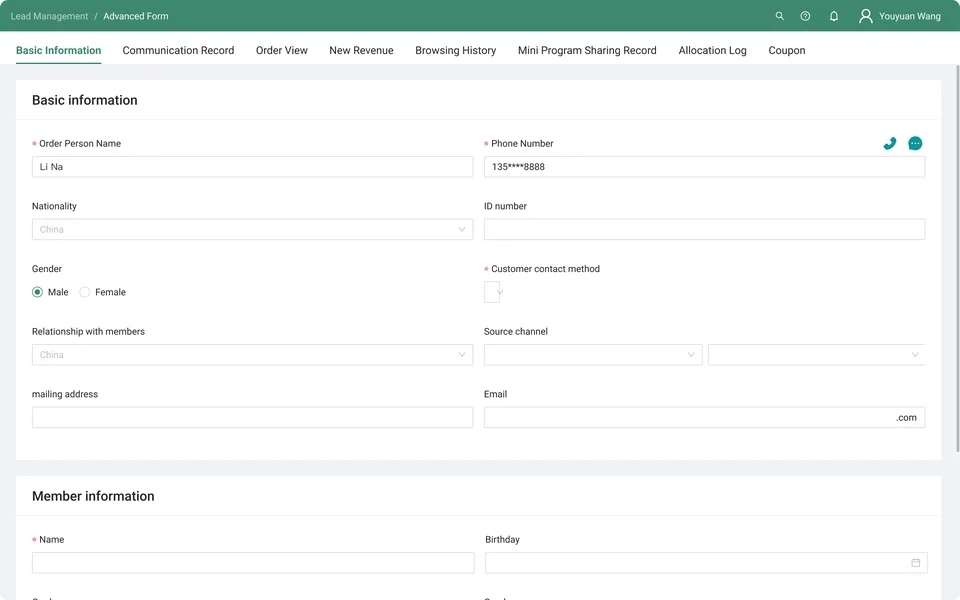 Lead Management / Advanced Form
Youyuan Wang
Basic Information Communication Record Order View New Revenue Browsing History Mini Program Sharing Record Allocation Log Coupon
Basic information
* Order Person Name
* Phone Number
Li Na
135****8888
Nationality
ID number
China
Gender
* Customer contact method
Male Female
Relationship with members
Source channel
China
mailing address
Email
.com
Member information
* Name
Birthday